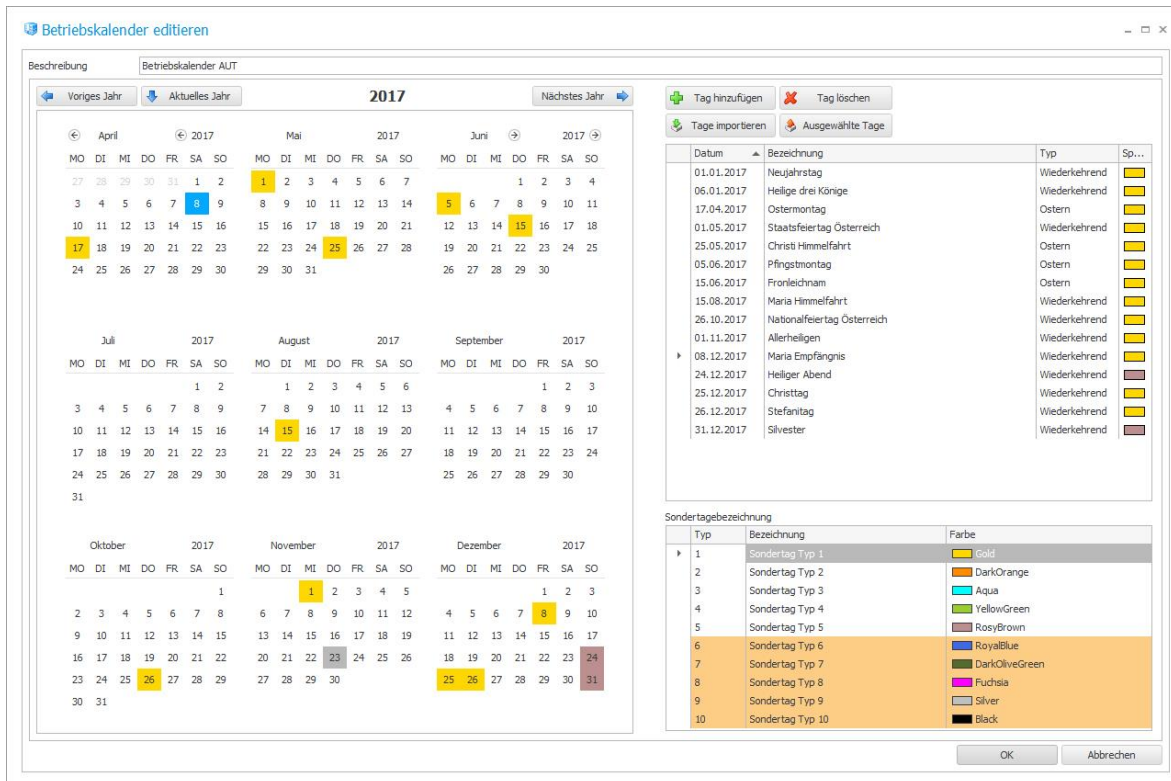 Betriebskalender editieren
Beschreibung Betriebskalender AUT
Voriges Jahr Aktuelles Jahr 2017 Nächstes Jahr
April 2017 Mai 2017 Juni 2017
MO DI MI DO FR SA SO MO DI MI DO FR SA SO MO DI MI DO FR SA SO
27 28 29 30 31 1 2 1 2 3 4 5 6 7 1 2 3 4
3 4 5 6 7 8 9 8 9 10 11 12 13 14 5 6 7 8 9 10 11
10 11 12 13 14 15 16 15 16 17 18 19 20 21 12 13 14 15 16 17 18
17 18 19 20 21 22 23 22 23 24 25 26 27 28 19 20 21 22 23 24 25
24 25 26 27 28 29 30 29 30 31 26 27 28 29 30
Juli 2017 August 2017 September 2017
MO DI MI DO FR SA SO MO DI MI DO FR SA SO MO DI MI DO FR SA SO
1 2 1 2 3 4 5 6 1 2 3
3 4 5 6 7 8 9 7 8 9 10 11 12 13 4 5 6 7 8 9 10
10 11 12 13 14 15 16 14 15 16 17 18 19 20 11 12 13 14 15 16 17
17 18 19 20 21 22 23 21 22 23 24 25 26 27 18 19 20 21 22 23 24
24 25 26 27 28 29 30 28 29 30 31 25 26 27 28 29 30
31
Oktober 2017 November 2017 Dezember 2017
MO DI MI DO FR SA SO MO DI MI DO FR SA SO MO DI MI DO FR SA SO
1 1 2 3 4 5 1 2 3
2 3 4 5 6 7 8 6 7 8 9 10 11 12 4 5 6 7 8 9 10
9 10 11 12 13 14 15 13 14 15 16 17 18 19 11 12 13 14 15 16 17
16 17 18 19 20 21 22 20 21 22 23 24 25 26 18 19 20 21 22 23 24
23 24 25 26 27 28 29 27 28 29 30 25 26 27 28 29 30 31
30 31
Tag hinzufügen Tag löschen
Tage importieren Ausgewählte Tage
Datum Bezeichnung Typ Sp...
01.01.2017 Neujahrstag Wiederkehrend
06.01.2017 Heilige drei Könige Wiederkehrend
17.04.2017 Ostermontag Ostern
01.05.2017 Staatsfeiertag Österreich Wiederkehrend
25.05.2017 Christi Himmelfahrt Ostern
05.06.2017 Pfingstmontag Ostern
15.06.2017 Fronleichnam Ostern
15.08.2017 Maria Himmelfahrt Wiederkehrend
26.10.2017 Nationalfeiertag Österreich Wiederkehrend
01.11.2017 Allerheiligen Wiederkehrend
08.12.2017 Maria Empfängnis Wiederkehrend
24.12.2017 Heiliger Abend Wiederkehrend
25.12.2017 Christtag Wiederkehrend
26.12.2017 Stefanitag Wiederkehrend
31.12.2017 Silvester Wiederkehrend
Sondertagebezeichnung
Typ Bezeichnung Farbe
1 Sondertag Typ 1 Gold
2 Sondertag Typ 2 DarkOrange
3 Sondertag Typ 3 Aqua
4 Sondertag Typ 4 YellowGreen
5 Sondertag Typ 5 RosyBrown
6 Sondertag Typ 6 RoyalBlue
7 Sondertag Typ 7 DarkOliveGreen
8 Sondertag Typ 8 Fuchsia
9 Sondertag Typ 9 Silver
10 Sondertag Typ 10 Black
OK Abbrechen